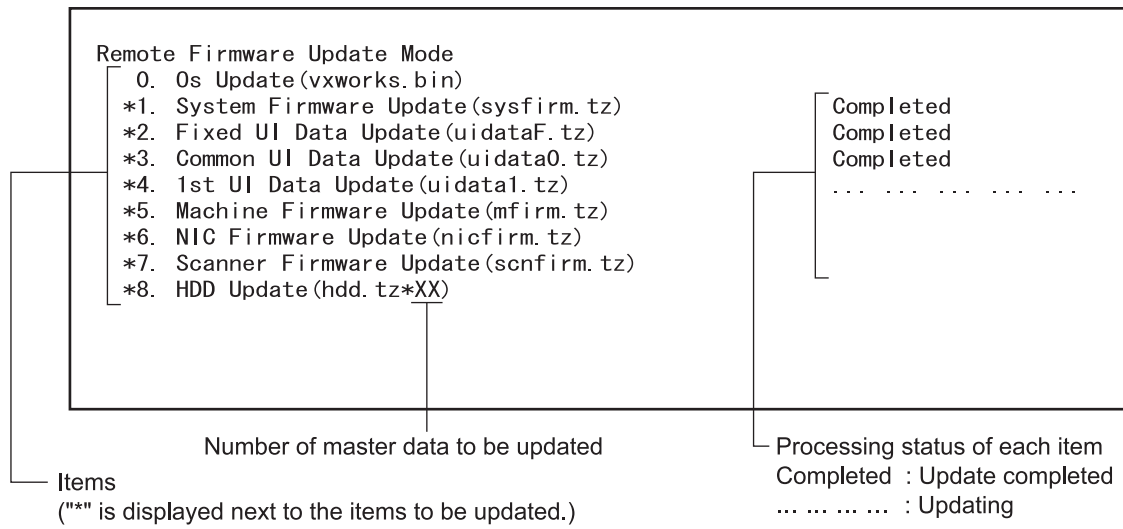 Remote Firmware Update Mode
0. Os Update(vxworks.bin)
*1. System Firmware Update(sysfirm.tz)
*2. Fixed UI Data Update(uidataF.tz)
*3. Common UI Data Update(uidata0.tz)
*4. 1st UI Data Update(uidata1.tz)
*5. Machine Firmware Update(mfirm.tz)
*6. NIC Firmware Update(nicfirm.tz)
*7. Scanner Firmware Update(scnfirm.tz)
*8. HDD Update(hdd.tz*XX)
Completed
Completed
Completed
... ... ... ... ...
Number of master data to be updated
Items
("*" is displayed next to the items to be updated.)
Processing status of each item
Completed : Update completed
... ... ... ... : Updating